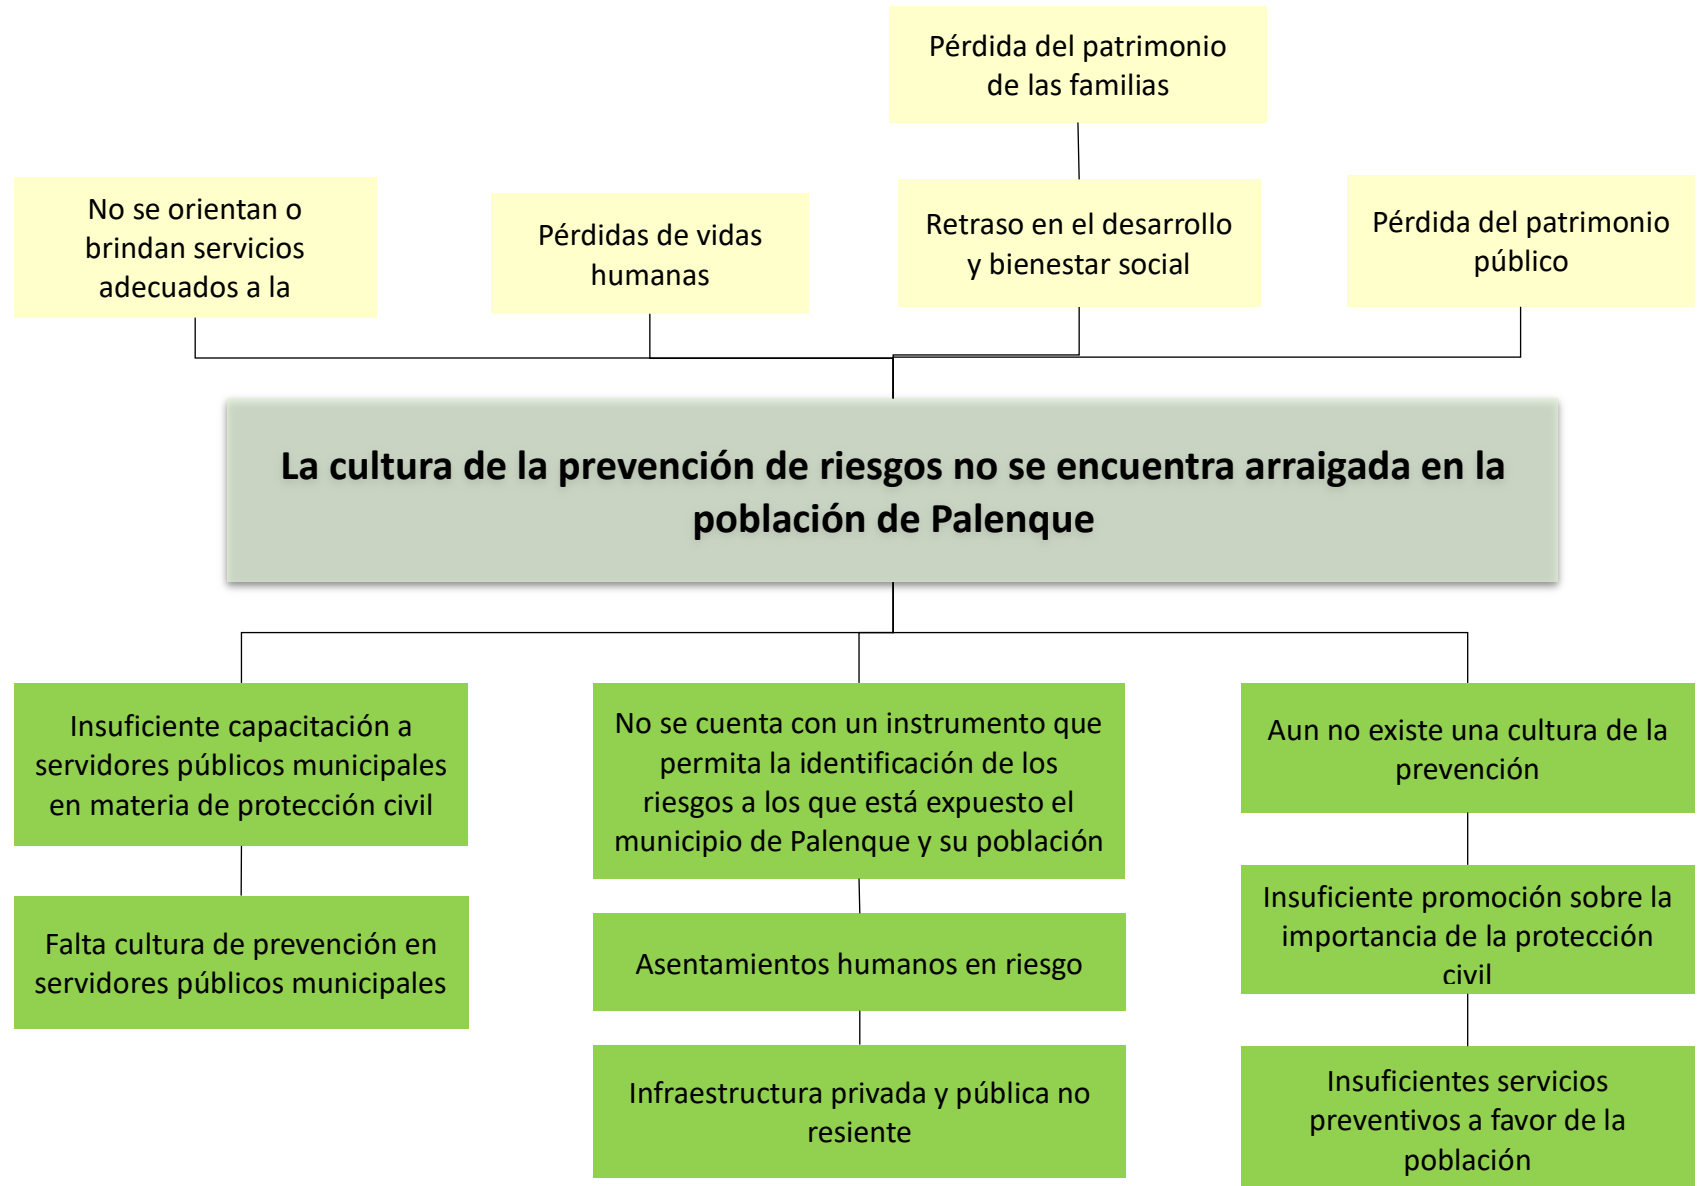 Pérdida del patrimonio
de las familias
No se orientan o
brindan servicios
adecuados a la
Pérdidas de vidas
humanas
Retraso en el desarrollo
y bienestar social
Pérdida del patrimonio
público
La cultura de la prevención de riesgos no se encuentra arraigada en la
población de Palenque
Insuficiente capacitación a
servidores públicos municipales
en materia de protección civil
Falta cultura de prevención en
servidores públicos municipales
No se cuenta con un instrumento que
permita la identificación de los
riesgos a los que está expuesto el
municipio de Palenque y su población
Asentamientos humanos en riesgo
Infraestructura privada y pública no
resiente
Aun no existe una cultura de la
prevención
Insuficiente promoción sobre la
importancia de la protección
civil
Insuficientes servicios
preventivos a favor de la
población